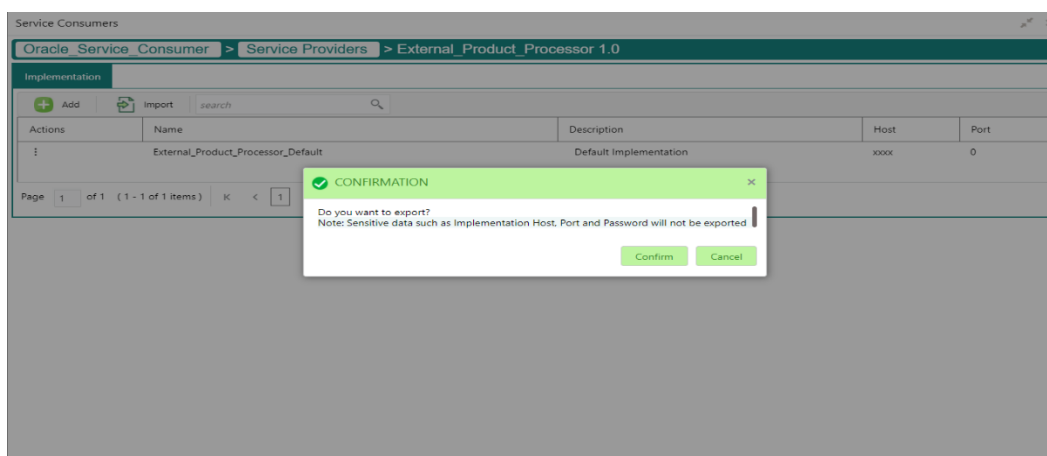 Service Consumers
Oracle_Service_Consumer > Service Providers > External_Product_Processor 1.0
Implementation
Add Import search
Actions Name Description Host Port
External_Product_Processor_Default Default Implementation xxxx 0
Page 1 of 1 (1 - 1 of 1 items) K < 1
CONFIRMATION ×
Do you want to export?
Note: Sensitive data such as Implementation Host, Port and Password will not be exported
Confirm Cancel